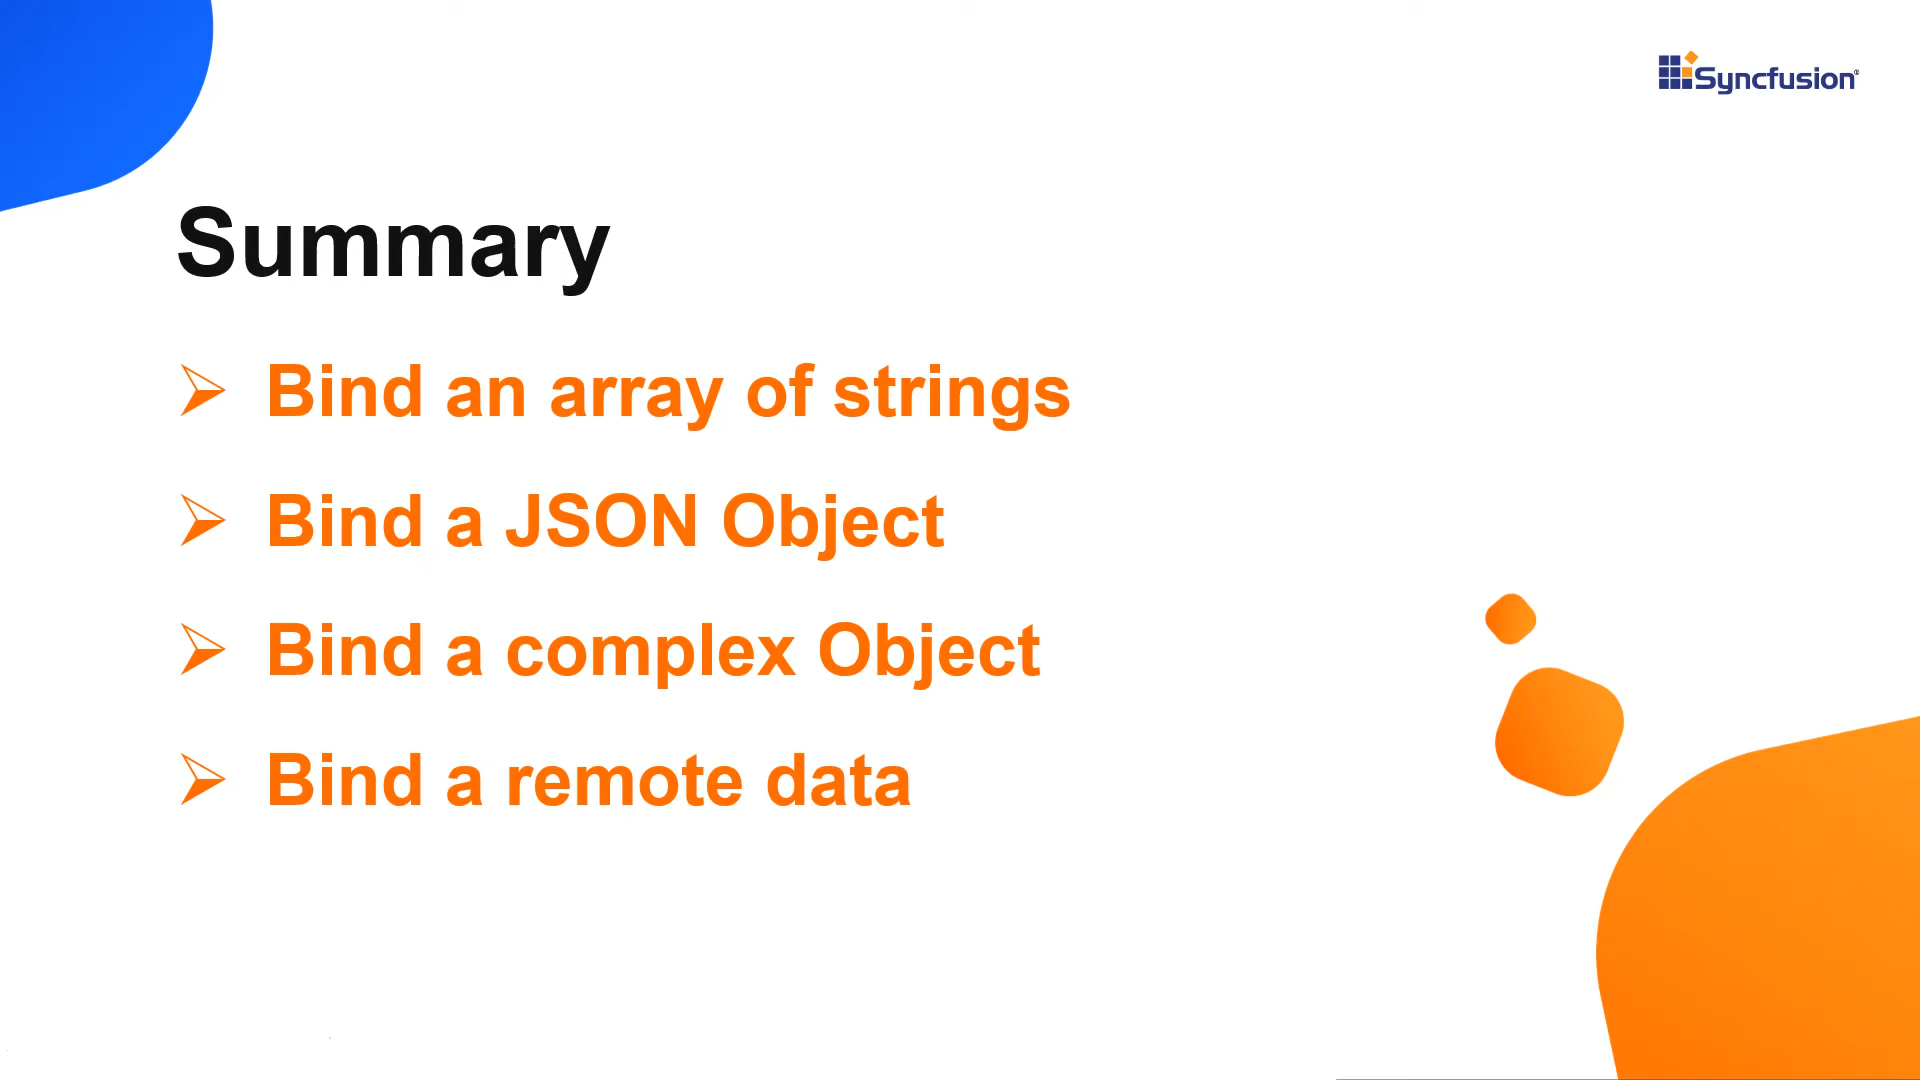 Syncfusion®
Summary
➢ Bind an array of strings
➢ Bind a JSON Object
➢ Bind a complex Object
➢ Bind a remote data